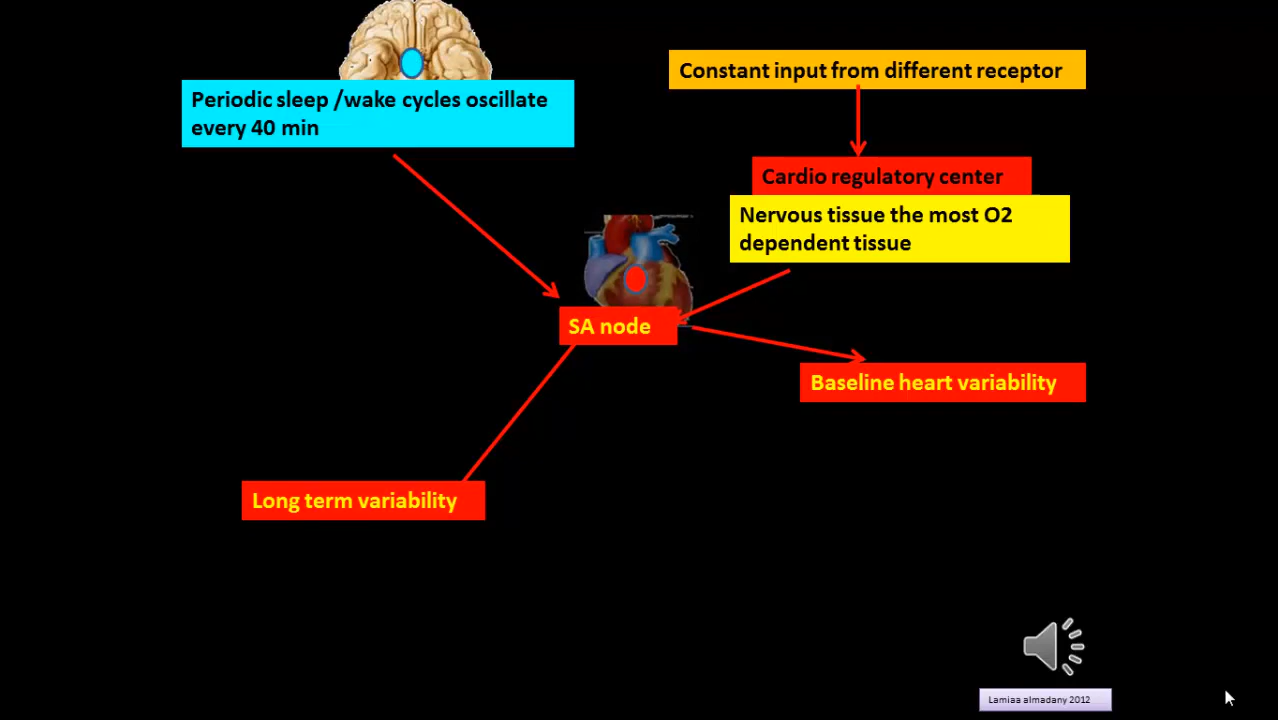 Periodic sleep /wake cycles oscillate
every 40 min
Constant input from different receptor
Cardio regulatory center
Nervous tissue the most O2
dependent tissue
SA node
Baseline heart variability
Long term variability
Lamiaa almadany 2012